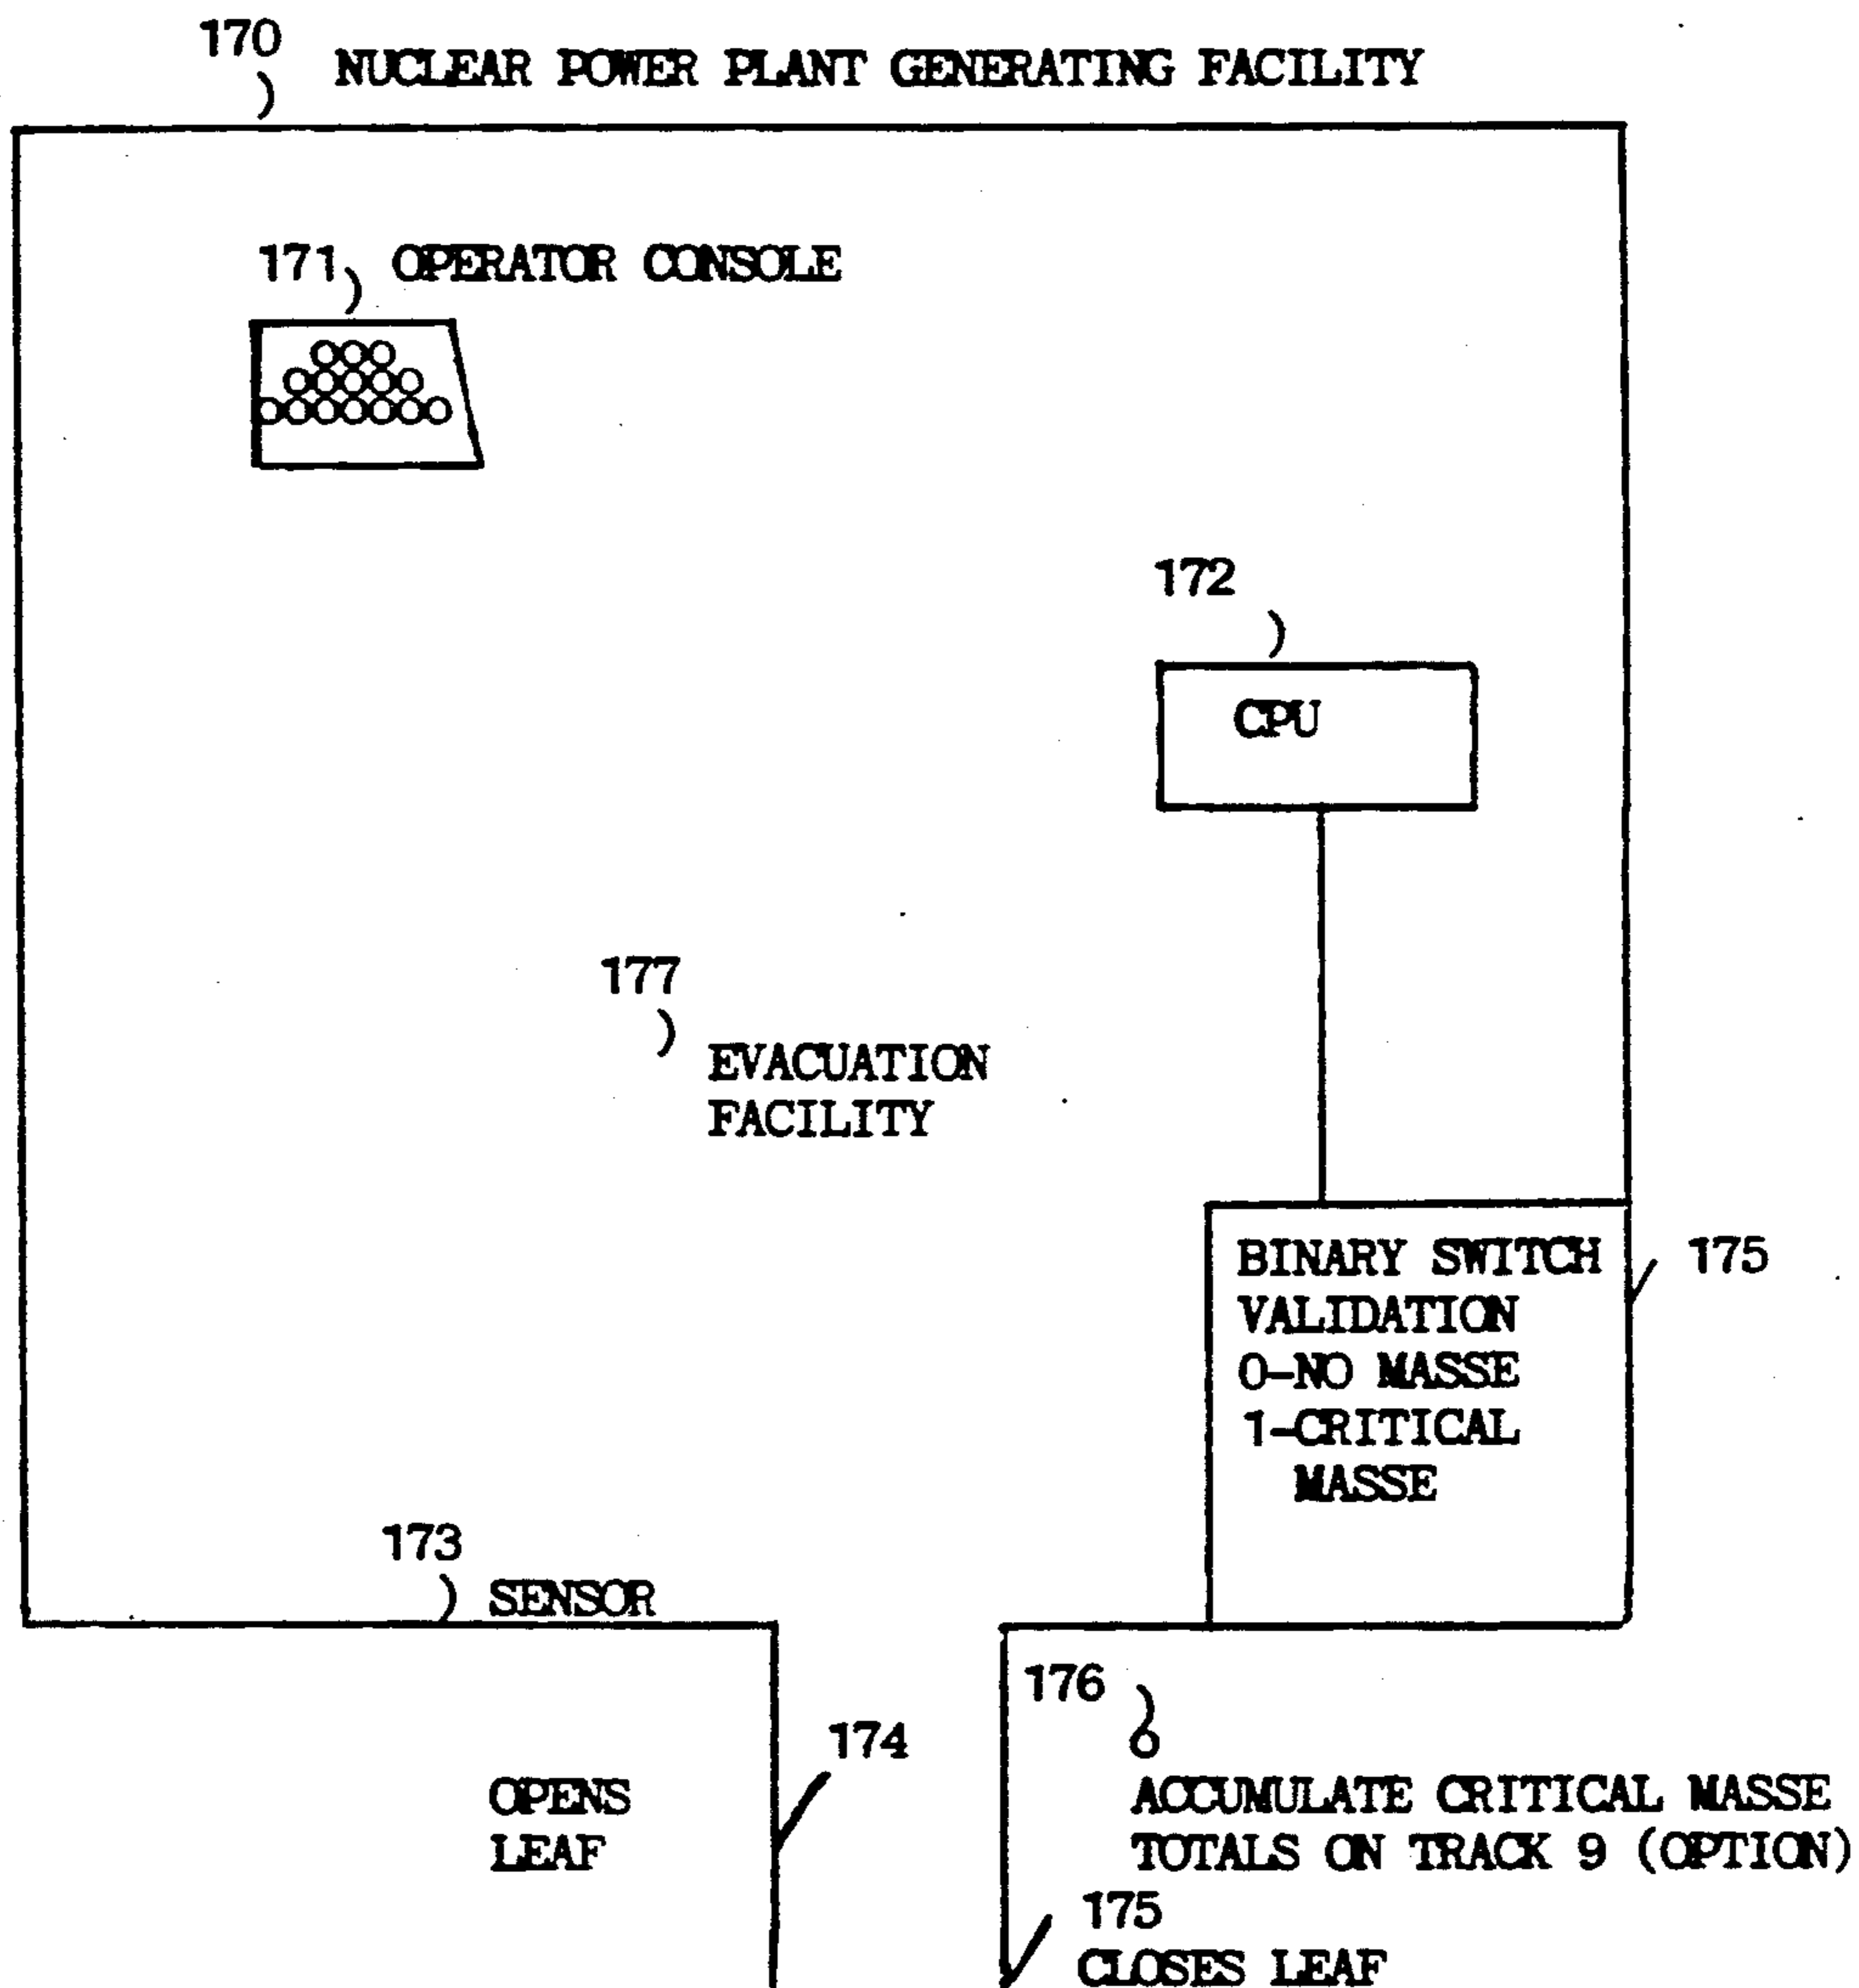 170
NUCLEAR POWER PLANT GENERATING FACILITY
171 OPERATOR CONSOLE
172
CPU
177
EVACUATION
FACILITY
BINARY SWITCH
VALIDATION
0-NO MASSE
1-CRITICAL
MASSE
175
173
SENSOR
176
174
OPENS
LEAF
ACCUMULATE CRITICAL MASSE
TOTALS ON TRACK 9 (OPTION)
175
CLOSES LEAF